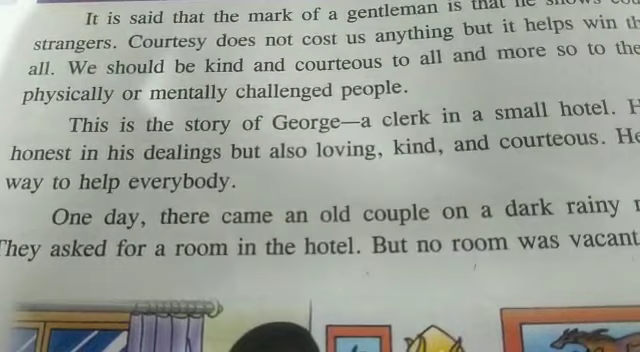 It is said that the mark of a gentleman is that he shows
strangers. Courtesy does not cost us anything but it helps win
all. We should be kind and courteous to all and more so to the
physically or mentally challenged people.
This is the story of George—a clerk in a small hotel.
honest in his dealings but also loving, kind, and courteous. He
way to help everybody.
One day, there came an old couple on a dark rainy
They asked for a room in the hotel. But no room was vacant